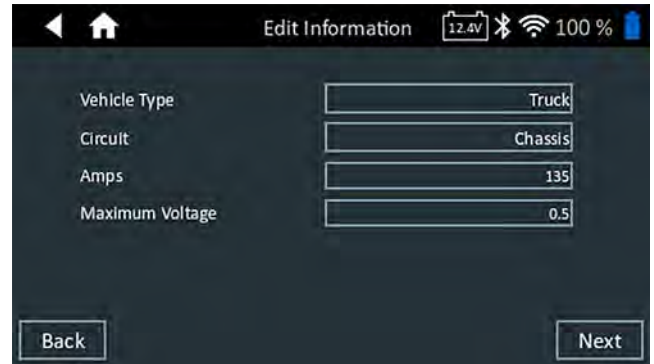 Edit Information 12.4V 100 %
Vehicle Type Truck
Circuit Chassis
Amps 135
Maximum Voltage 0.5
Back Next